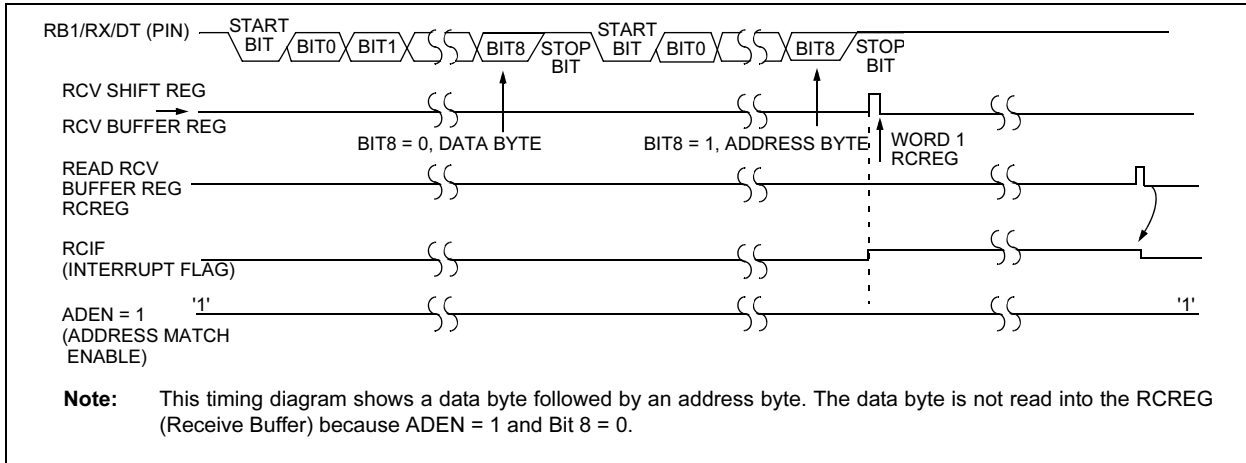 RB1/RX/DT (PIN)
START
BIT
BIT0
BIT1
BIT8
STOP
BIT
START
BIT
BIT0
BIT8
STOP
BIT
RCV SHIFT REG
RCV BUFFER REG
BIT8 = 0, DATA BYTE
BIT8 = 1, ADDRESS BYTE
WORD 1
RCREG
READ RCV
BUFFER REG
RCREG
RCIF
(INTERRUPT FLAG)
ADEN = 1
(ADDRESS MATCH
ENABLE)
'1'
'1'
Note: This timing diagram shows a data byte followed by an address byte. The data byte is not read into the RCREG
(Receive Buffer) because ADEN = 1 and Bit 8 = 0.